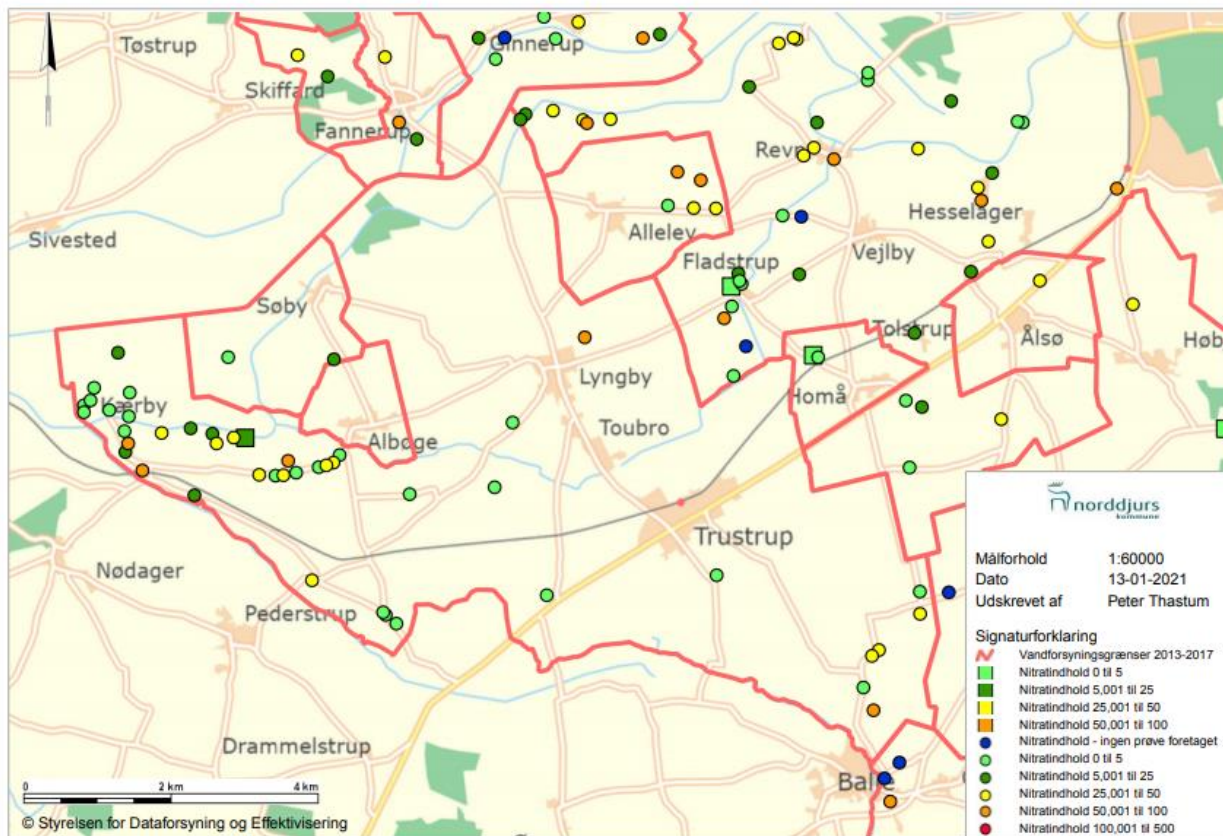 Tøstrup
Ginnerup
Skiffard
Fannerup
Revn
Sivested
Allelev
Hesselager
Vejlby
Fladstrup
Søby
Tolstrup
Ålsø
Høb
Lyngby
Homå
Kærby
Albøge
Toubro
Trustrup
Nødager
Pederstrup
Drammelstrup
Balle
0 2 km 4 km
© Styrelsen for Dataforsyning og Effektivisering
norddjurs
kommune
Målforhold 1:60000
Dato 13-01-2021
Udskrevet af Peter Thastum
Signaturforklaring
Vandforsyningsgrænser 2013-2017
Nitratindhold 0 til 5
Nitratindhold 5,001 til 25
Nitratindhold 25,001 til 50
Nitratindhold 50,001 til 100
Nitratindhold - ingen prøve foretaget
Nitratindhold 0 til 5
Nitratindhold 5,001 til 25
Nitratindhold 25,001 til 50
Nitratindhold 50,001 til 100
Nitratindhold 100,001 til 500